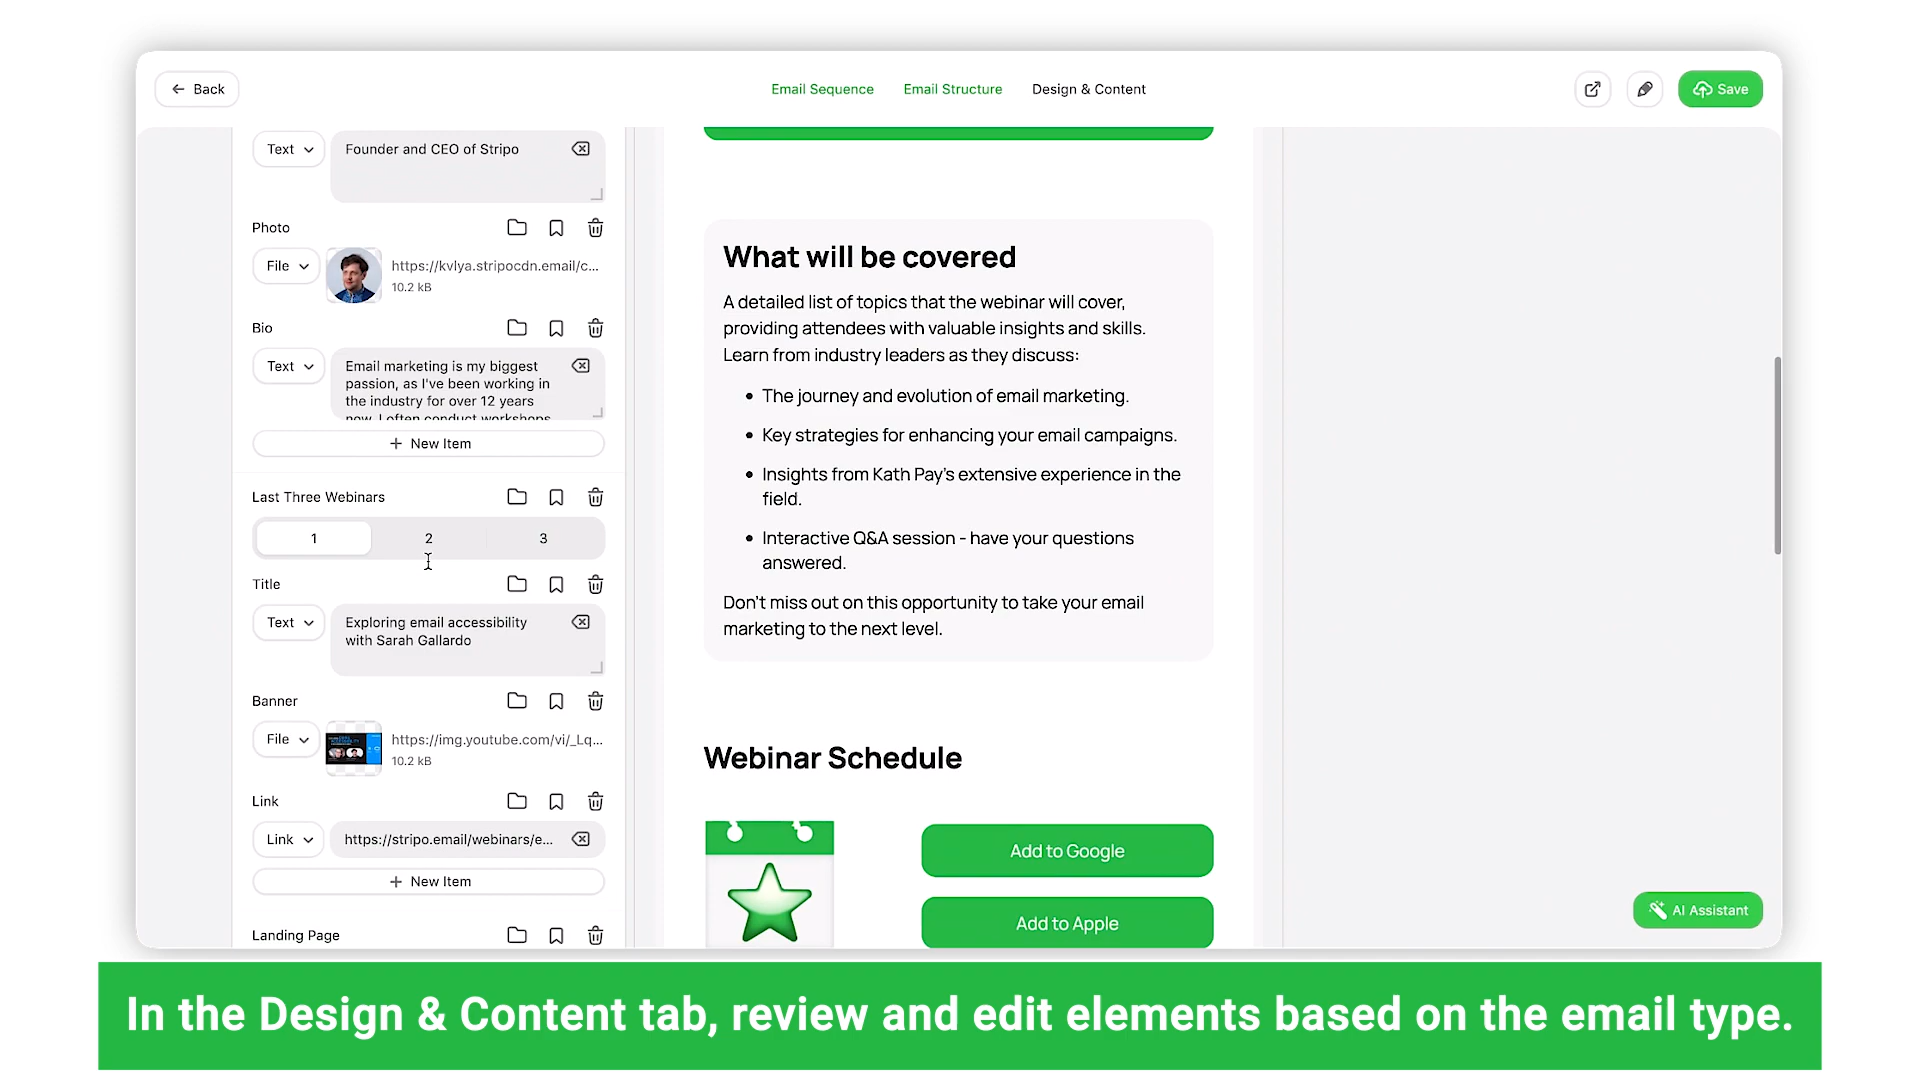 Back
Email Sequence
Email Structure
Design & Content
Save
Text
Founder and CEO of Stripo
Photo
File
https://kvlya.stripocdn.email/c...
10.2 kB
Bio
Text
Email marketing is my biggest
passion, as I've been working in
the industry for over 12 years
now. I often conduct workshops
+ New Item
Last Three Webinars
1
2
3
Title
Text
Exploring email accessibility
with Sarah Gallardo
Banner
File
https://img.youtube.com/vi/_Lq...
10.2 kB
Link
Link
https://stripo.email/webinars/e...
+ New Item
Landing Page
What will be covered
A detailed list of topics that the webinar will cover,
providing attendees with valuable insights and skills.
Learn from industry leaders as they discuss:
• The journey and evolution of email marketing.
• Key strategies for enhancing your email campaigns.
• Insights from Kath Pay's extensive experience in the
field.
• Interactive Q&A session - have your questions
answered.
Don't miss out on this opportunity to take your email
marketing to the next level.
Webinar Schedule
Add to Google
Add to Apple
AI Assistant
In the Design & Content tab, review and edit elements based on the email type.